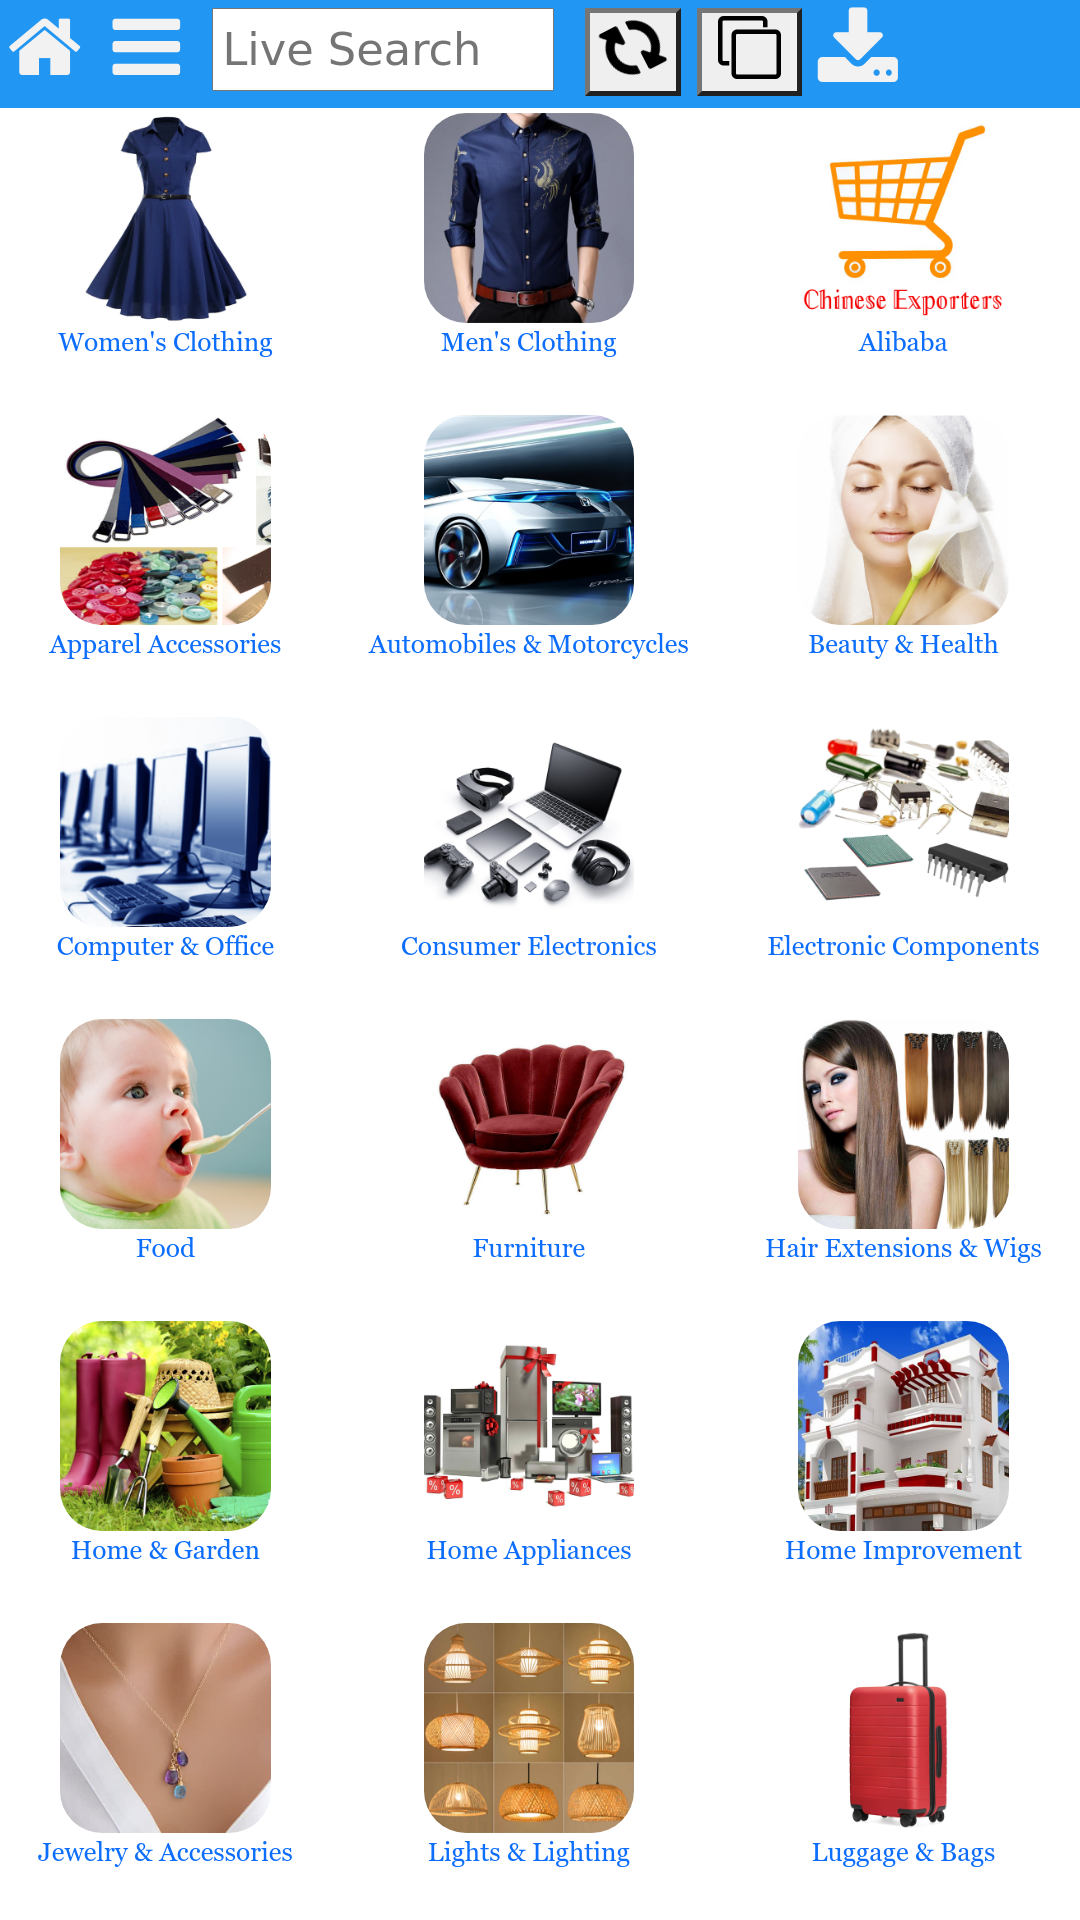 Live Search
Chinese Exporters
Women's Clothing
Men's Clothing
Alibaba
Apparel Accessories
Automobiles & Motorcycles
Beauty & Health
Computer & Office
Consumer Electronics
Electronic Components
Food
Furniture
Hair Extensions & Wigs
Home & Garden
Home Appliances
Home Improvement
Jewelry & Accessories
Lights & Lighting
Luggage & Bags